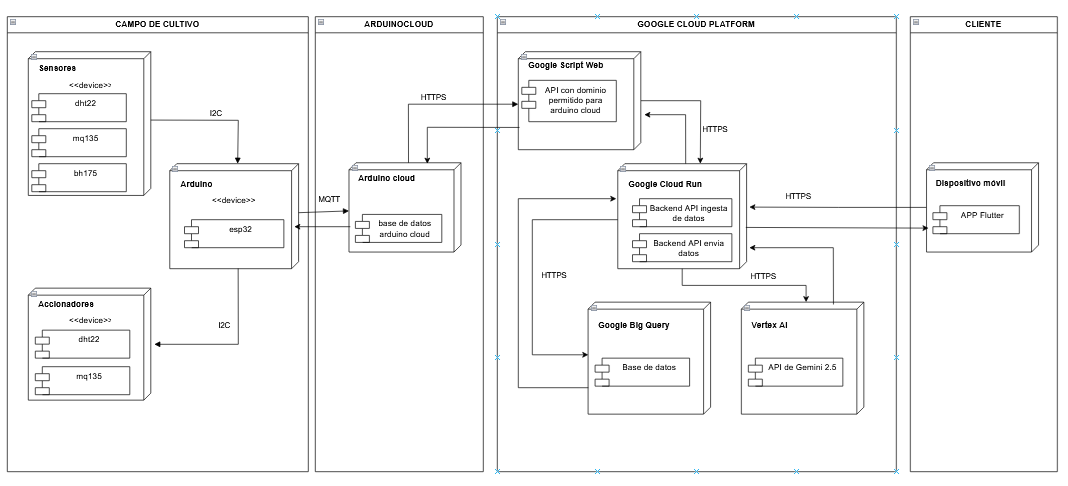 CAMPO DE CULTIVO
Sensores
<<device>>
dht22
mq135
bh175
I2C
Arduino
<<device>>
esp32
I2C
Accionadores
<<device>>
dht22
mq135
ARDUINOCLOUD
HTTPS
MQTT
Arduino cloud
base de datos
arduino cloud
GOOGLE CLOUD PLATFORM
Google Script Web
API con dominio
permitido para
arduino cloud
HTTPS
Google Cloud Run
Backend API ingesta
de datos
Backend API envia
datos
HTTPS
HTTPS
HTTPS
Google Big Query
Base de datos
Vertex AI
API de Gemini 2.5
CLIENTE
Dispositivo móvil
APP Flutter